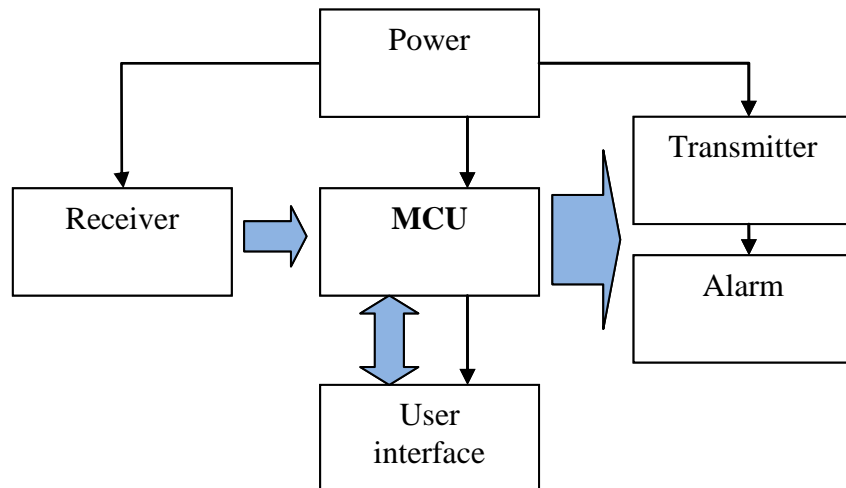 Power
Transmitter
Receiver
MCU
Alarm
User
interface